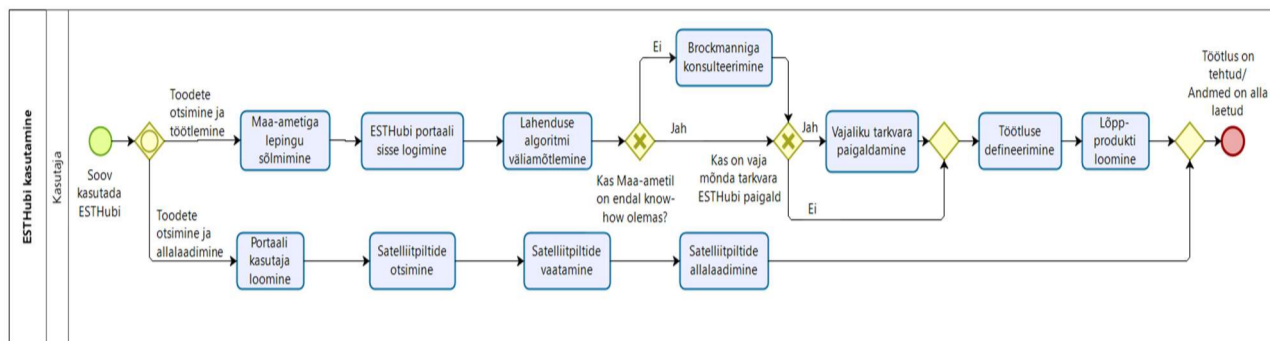 ESTHubi kasutamine
Kasutaja
Soov
kasutada
ESTHubi
Toodete
otsimine ja
töötlemine
Maa-ametiga
lepingu
sõlmimine
ESTHubi portaali
sisse logimine
Lahenduse
algoritmi
väliamõtlemine
Ei
Brockmanniga
konsulteerimine
Jah
Kas Maa-ametil
on endal know-
how olemas?
Kas on vaja
mõnda tarkvara
ESTHubi paigald
Jah
Vajaliku tarkvara
paigaldamine
Ei
Töötluse
defineerimine
Lõpp-
produkti
loomine
Töötlus on
tehtud/
Andmed on alla
laetud
Toodete
otsimine ja
allalaadimine
Portaali
kasutaja
loomine
Satelliitpiltide
otsimine
Satelliitpiltide
vaatamine
Satelliitpiltide
allalaadimine